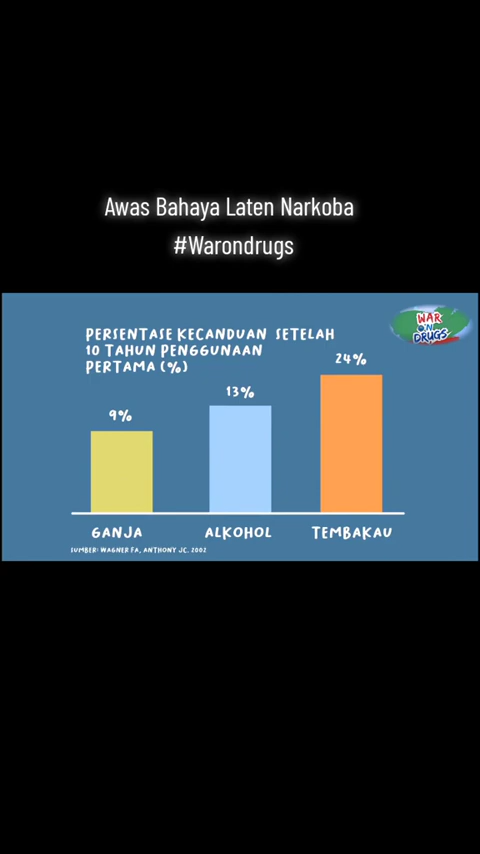 Awas Bahaya Laten Narkoba
#Warondrugs
WAR
ON
DRUGS
PERSENTASE KECANDUAN SETELAH
10 TAHUN PENGGUNAAN
PERTAMA (%)
9%
13%
24%
GANJA ALKOHOL TEMBAKAU
SUMBER: WAGNER FA, ANTHONY JC. 2002